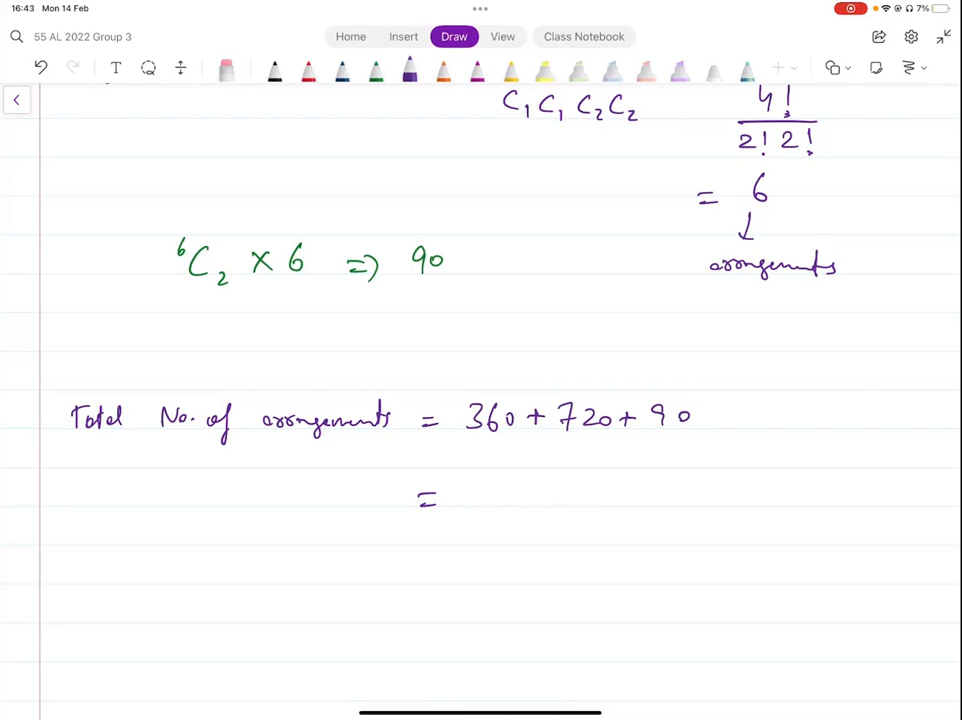 16:43 Mon 14 Feb 7%
55 AL 2022 Group 3 Home Insert Draw View Class Notebook
T
C₁ C₁ C₂ C₂
4!
2! 2!
= 6
⁶C₂ × 6 => 90
↓
arrangements
Total No. of arrangements = 360 + 720 + 90
=